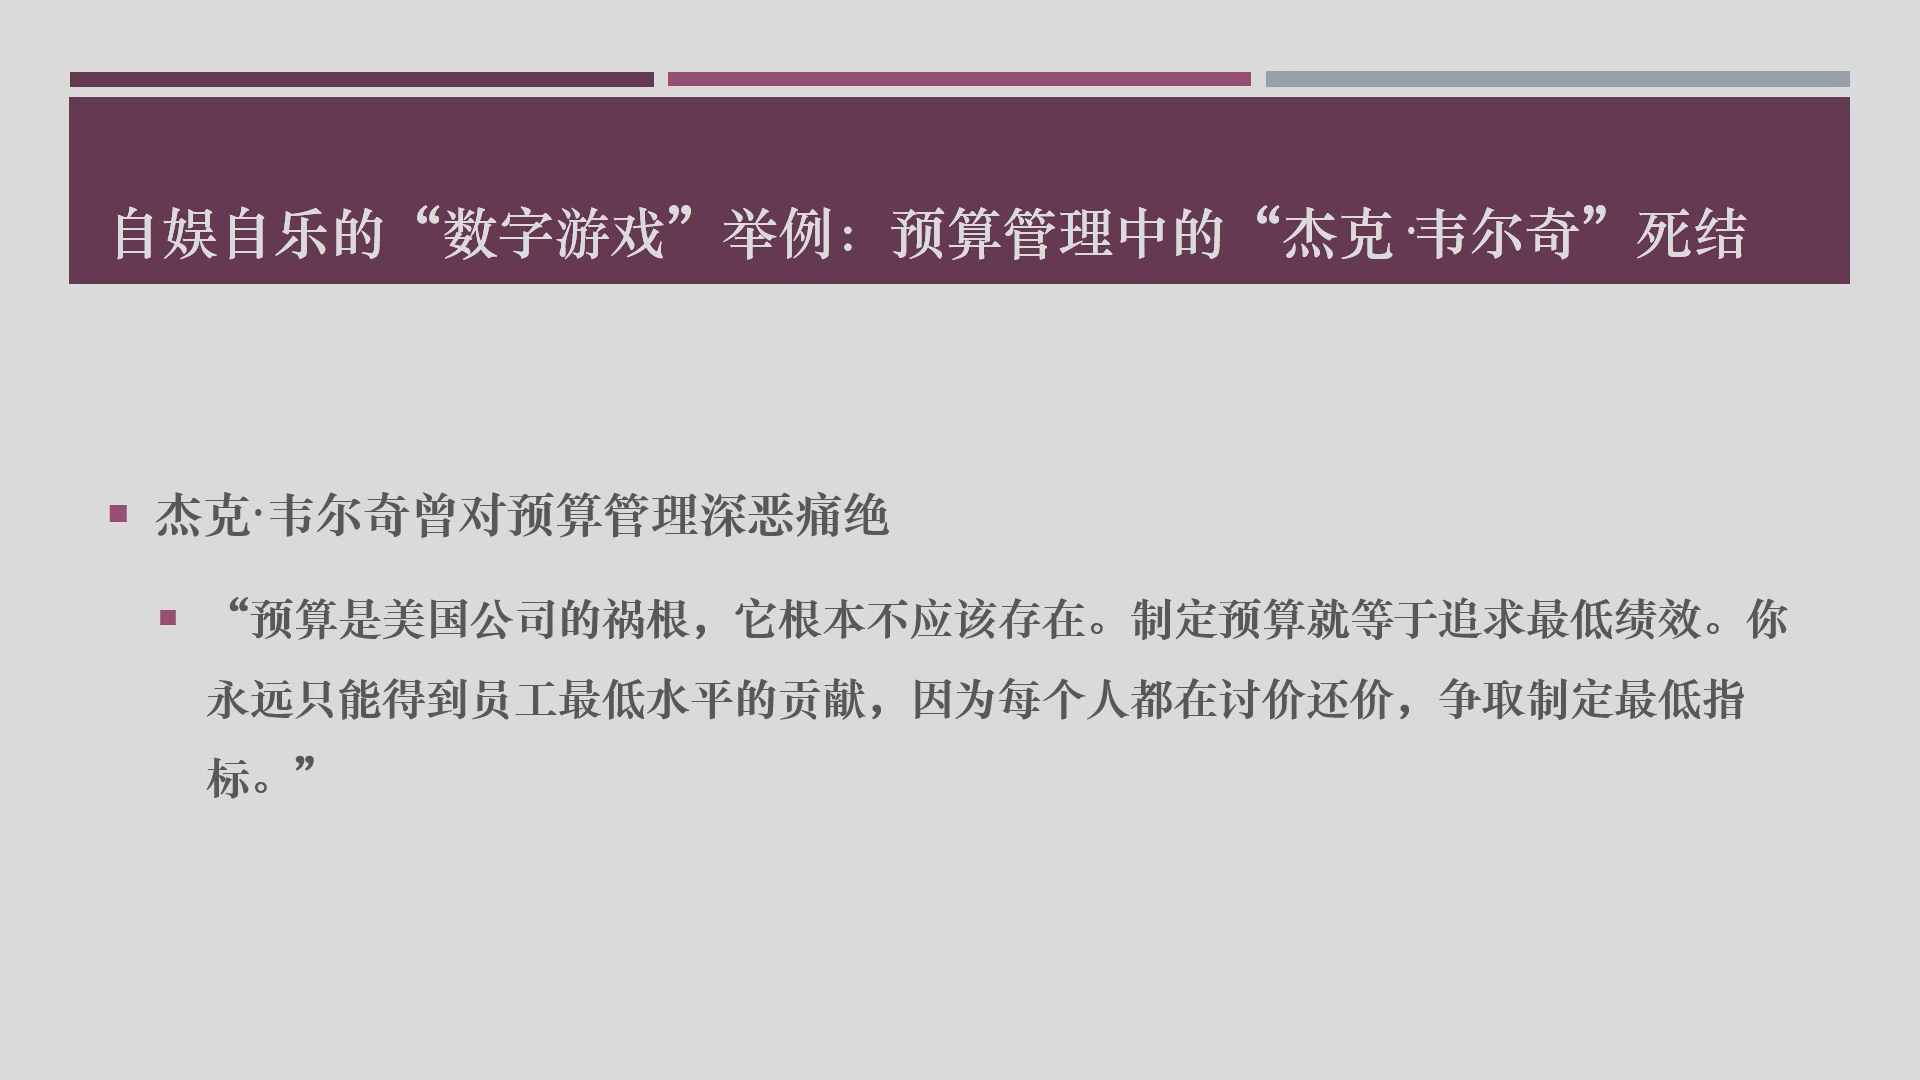 自娱自乐的“数字游戏”举例：预算管理中的“杰克·韦尔奇”死结
杰克·韦尔奇曾对预算管理深恶痛绝
“预算是美国公司的祸根，它根本不应该存在。制定预算就等于追求最低绩效。你
永远只能得到员工最低水平的贡献，因为每个人都在讨价还价，争取制定最低指
标。”